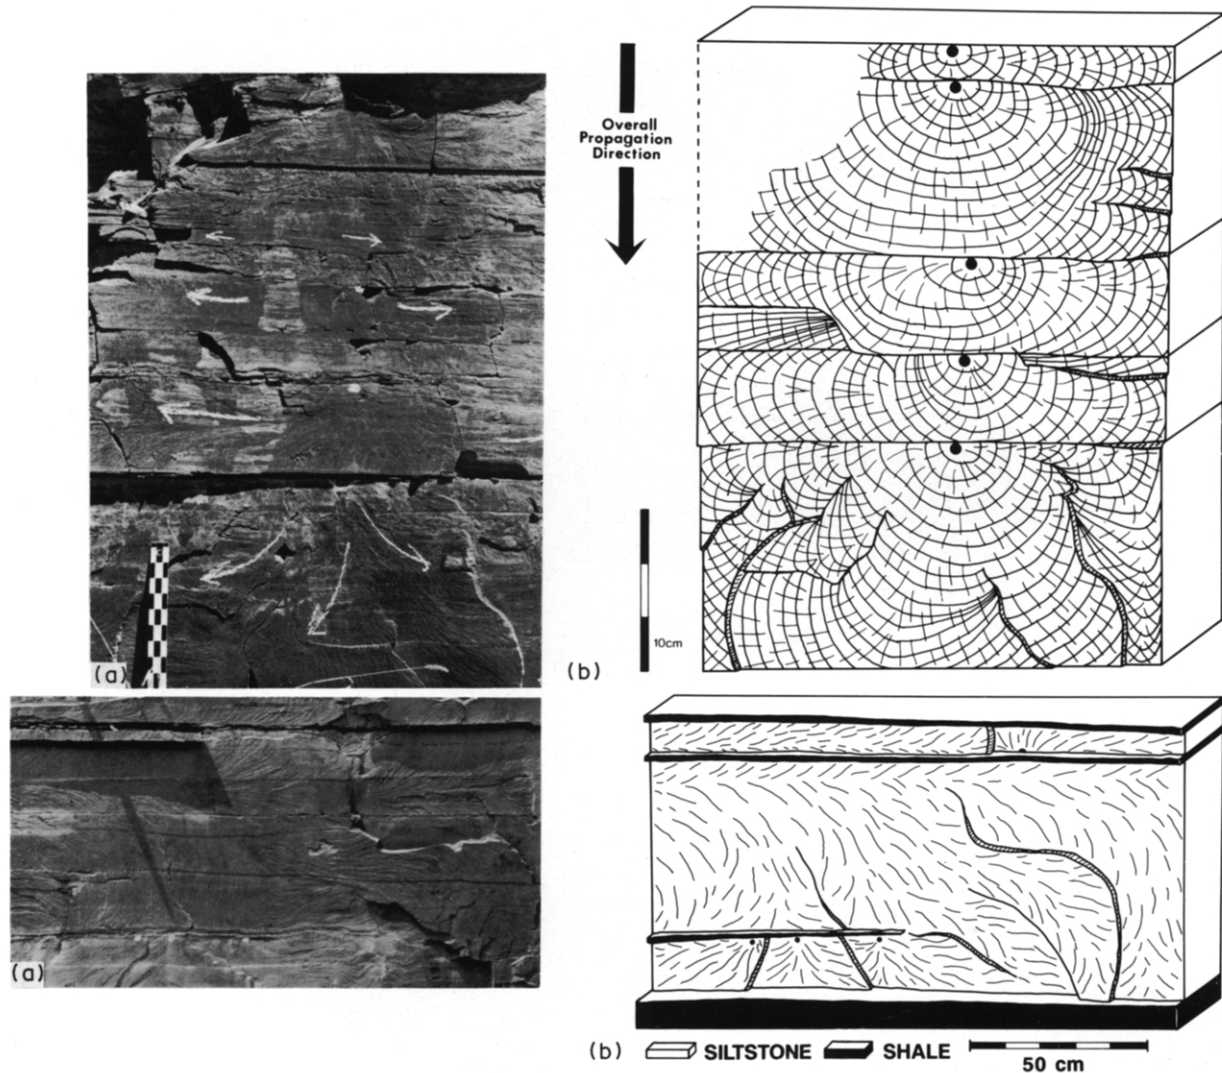 Overall
Propagation
Direction
10cm
(a)
(b)
(a)
(b)
SILTSTONE
SHALE
50 cm